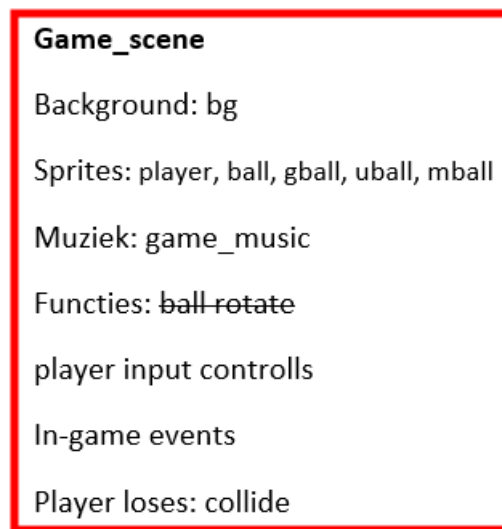 Game_scene
Background: bg
Sprites: player, ball, gball, uball, mball
Muziek: game_music
Functies: ball rotate
player input controlls
In-game events
Player loses: collide